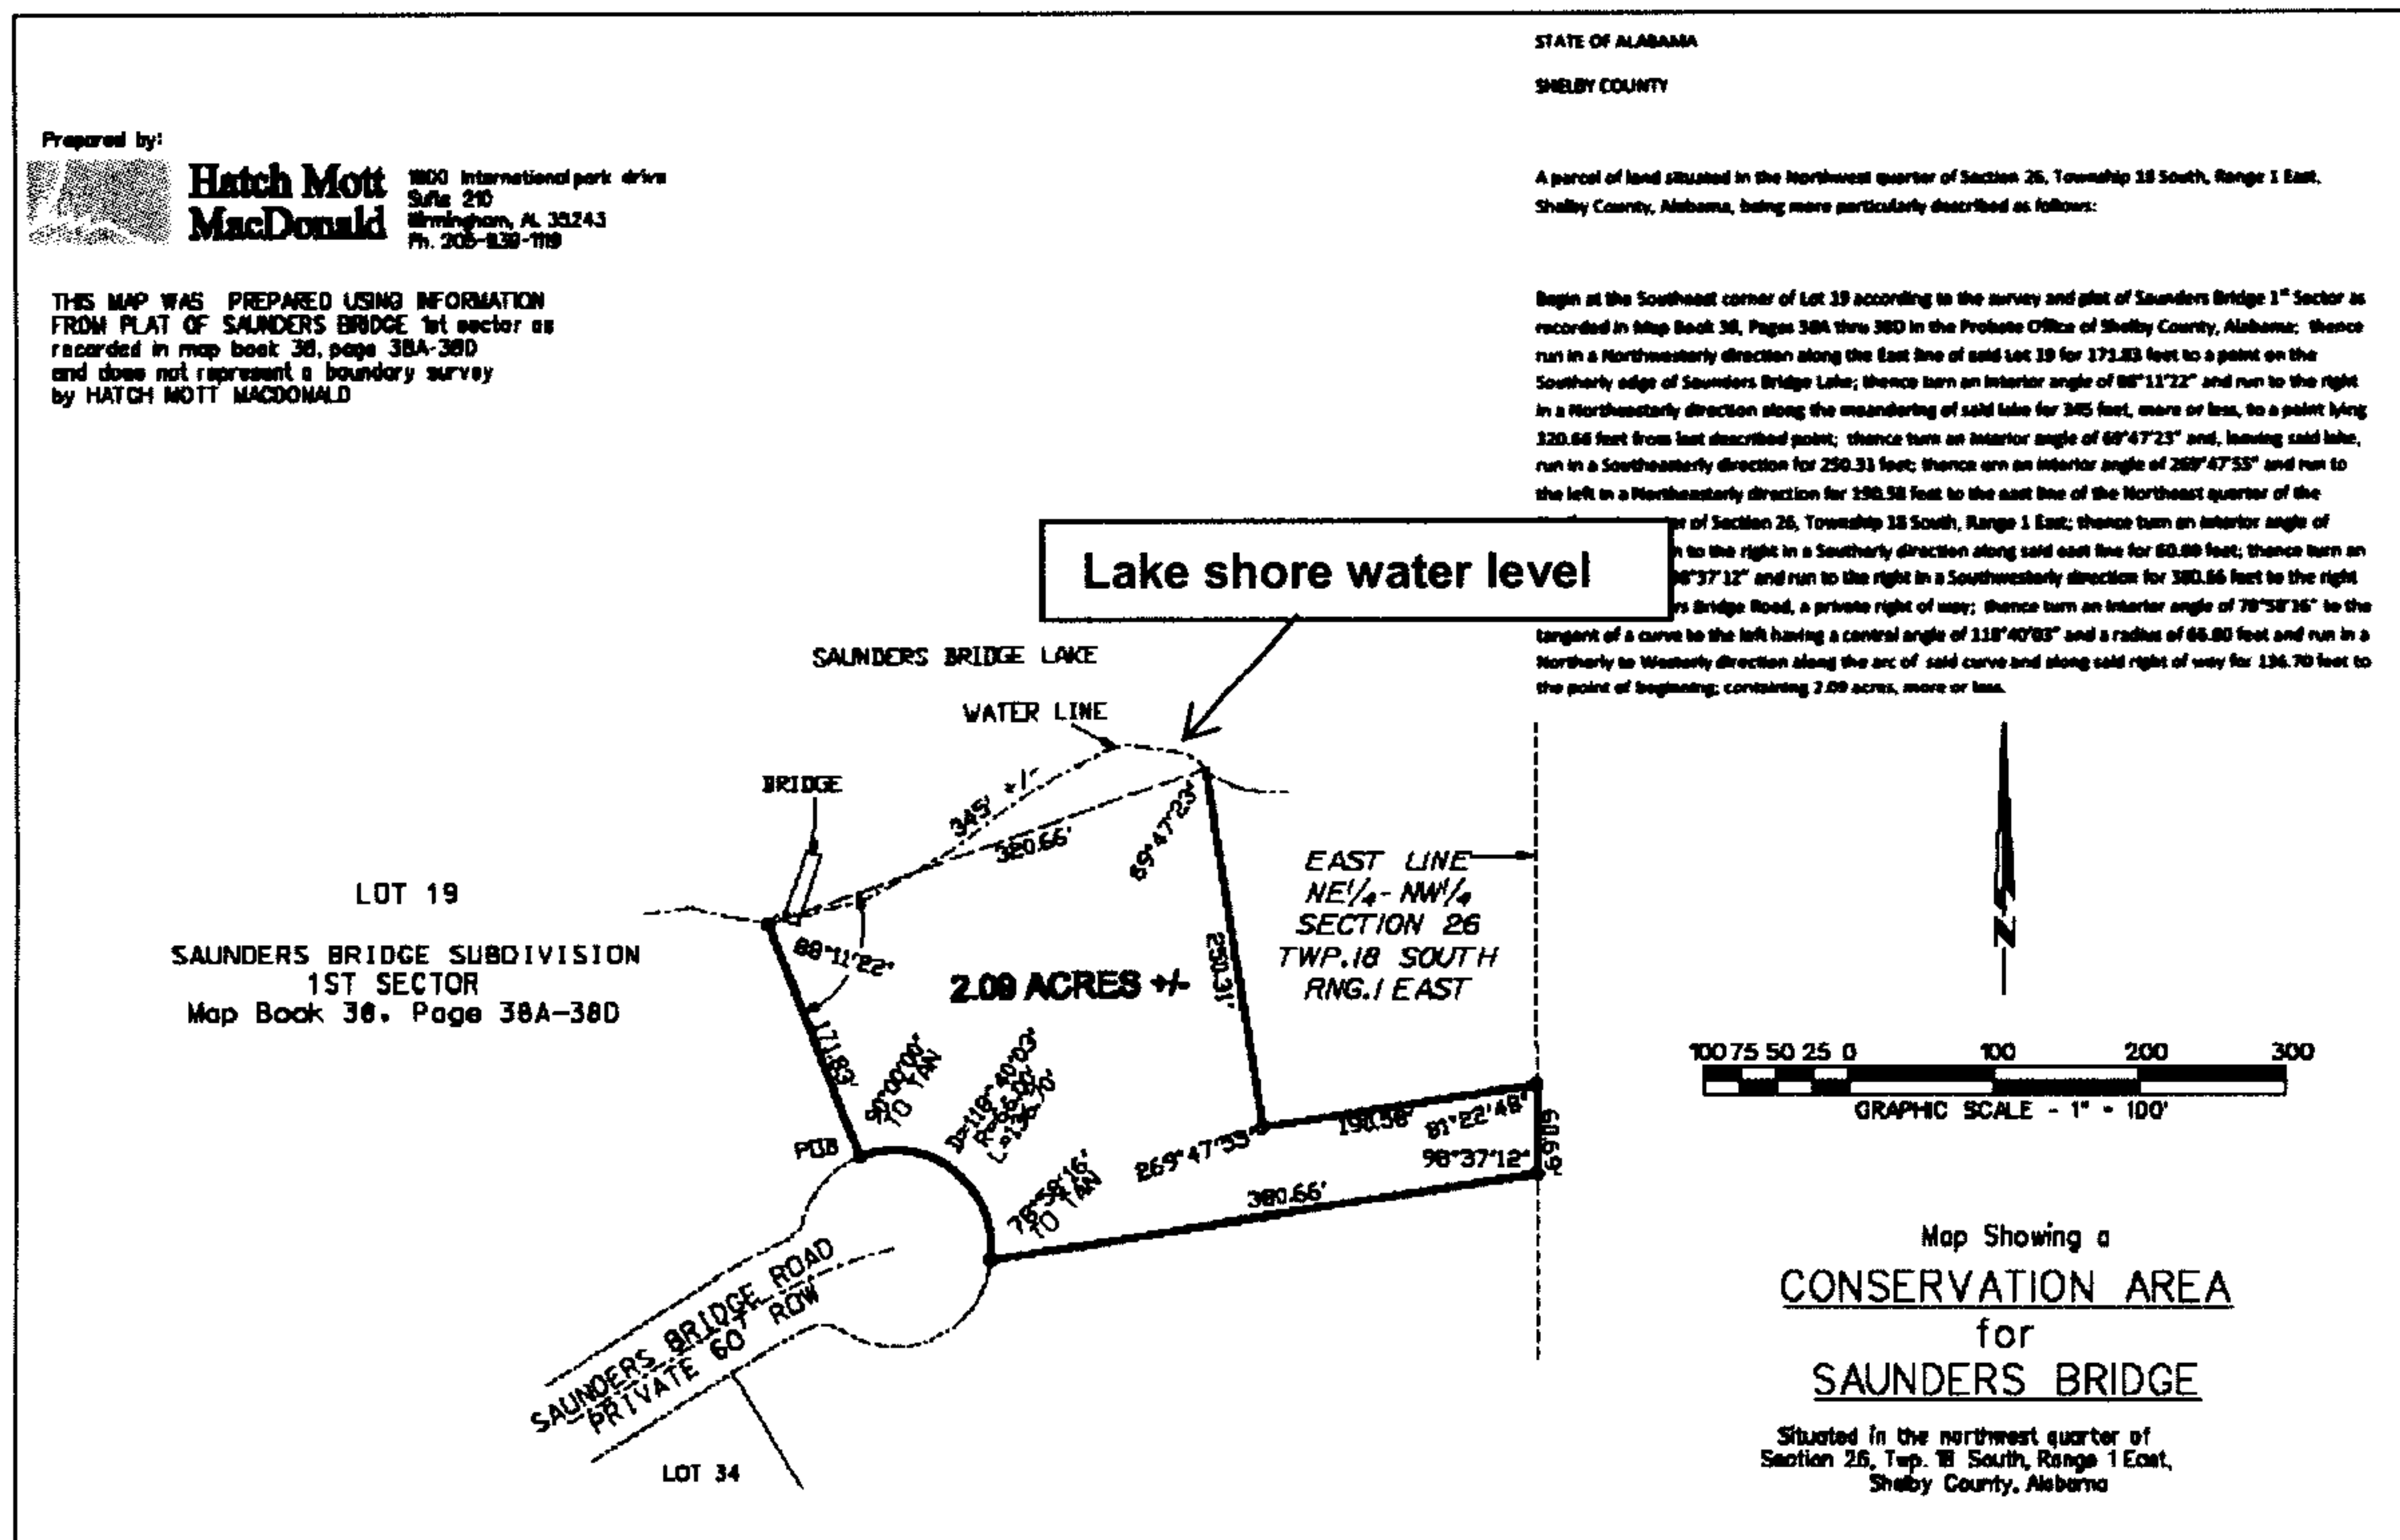 STATE OF ALABAMA
SHELBY COUNTY
Prepared by:
Hatch Mott
MacDonald
International park drive
Suite 210
Birmingham, AL 35243
Ph.
THIS MAP WAS PREPARED USING INFORMATION
FROM PLAT OF SAUNDERS BRIDGE 1st sector as
recorded in map book 38, page 38A-38D
and does not represent a boundary survey
by HATCH MOTT MACDONALD
A parcel of land situated in the Northwest quarter of Section 26, Township 18 South, Range 1 East,
Shelby County, Alabama, being more particularly described as follows:
Begin at the Southeast corner of Lot 19 according to the survey and plat of Saunders Bridge 1st Sector as
recorded in Map Book 38, Pages 38A thru 38D in the Probate Office of Shelby County, Alabama; thence
run in a Northwesterly direction along the East line of said Lot 19 for 171.83 feet to a point on the
Southerly edge of Saunders Bridge Lake; thence turn an interior angle of 88°11'22" and run to the right
in a Northeasterly direction along the meandering of said lake for 345 feet, more or less, to a point lying
320.66 feet from last described point; thence turn an interior angle of 69°47'23" and, leaving said lake,
run in a Southeasterly direction for 250.31 feet; thence urn an interior angle of 269°47'55" and run to
the left in a Northeasterly direction for 190.58 feet to the east line of the Northeast quarter of the
of Section 26, Township 18 South, Range 1 East; thence turn an interior angle of
to the right in a Southerly direction along said east line for 60.69 feet; thence turn an
98°37'12" and run to the right in a Southwesterly direction for 380.66 feet to the right
Bridge Road, a private right of way; thence turn an interior angle of 78°58'16" to the
tangent of a curve to the left having a central angle of 118°40'03" and a radius of 66.00 feet and run in a
Northerly to Westerly direction along the arc of said curve and along said right of way for 136.70 feet to
the point of beginning; containing 2.09 acres, more or less.
Lake shore water level
SAUNDERS BRIDGE LAKE
WATER LINE
BRIDGE
345'
320.66'
69°47'23"
EAST LINE
NE1/4- NW1/4
SECTION 26
TWP.18 SOUTH
RNG.1 EAST
LOT 19
SAUNDERS BRIDGE SUBDIVISION
1ST SECTOR
Map Book 38, Page 38A-38D
88°11'22"
2.09 ACRES +/-
250.31'
171.83'
90°00'00"
TO TAN
D=118°40'03"
R=66.00'
L=136.70'
POB
78°58'16"
TO TAN
269°47'55"
190.58'
81°22'48"
98°37'12"
60.69'
380.66'
N
100 75 50 25 0 100 200 300
GRAPHIC SCALE - 1" = 100'
SAUNDERS BRIDGE ROAD
PRIVATE 60' ROW
LOT 34
Map Showing a
CONSERVATION AREA
for
SAUNDERS BRIDGE
Situated in the northwest quarter of
Section 26, Twp. 18 South, Range 1 East,
Shelby County, Alabama